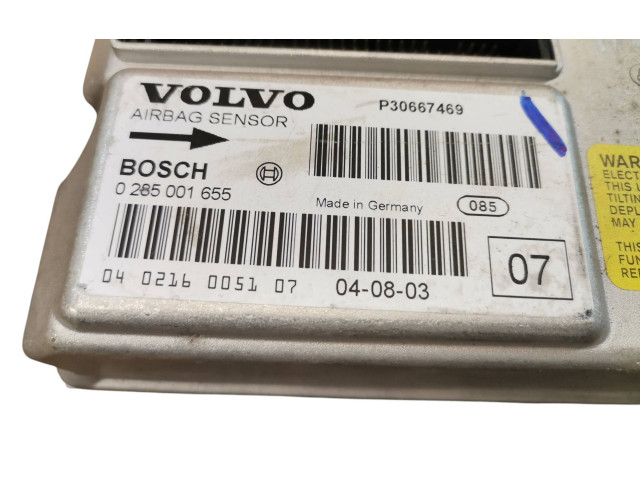 VOLVO
P30667469
AIRBAG SENSOR
BOSCH
0 285 001 655
Made in Germany
085
04 0216 0051 07
04-08-03
07
WAR
ELECT
THIS U
TILTIN
DEPL
MAY
THIS
FUN
REP